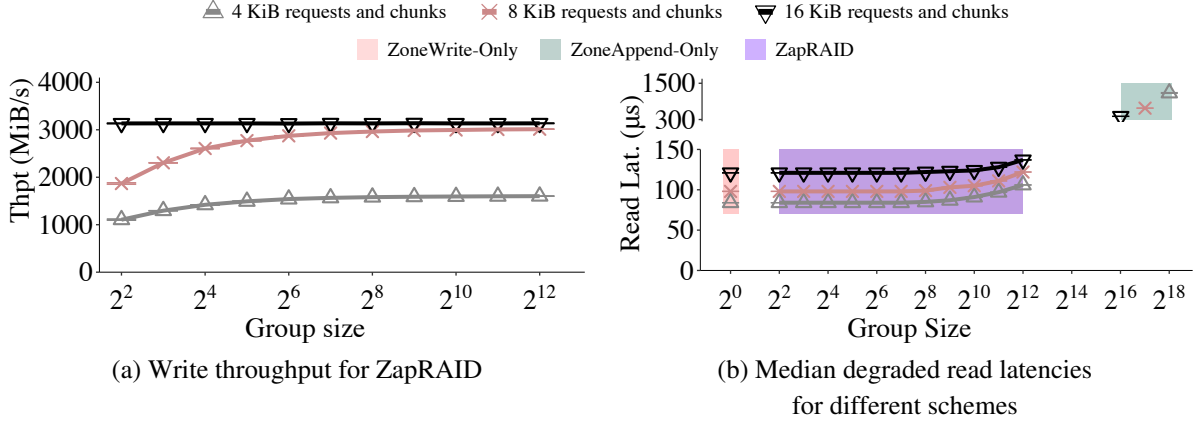 4 KiB requests and chunks 8 KiB requests and chunks 16 KiB requests and chunks
ZoneWrite-Only ZoneAppend-Only ZapRAID
Thpt (MiB/s)
4000
3000
2000
1000
0
2^2 2^4 2^6 2^8 2^10 2^12
Group size
(a) Write throughput for ZapRAID
Read Lat. (μs)
1500
300
150
100
50
0
2^0 2^2 2^4 2^6 2^8 2^10 2^12 2^14 2^16 2^18
Group Size
(b) Median degraded read latencies
for different schemes